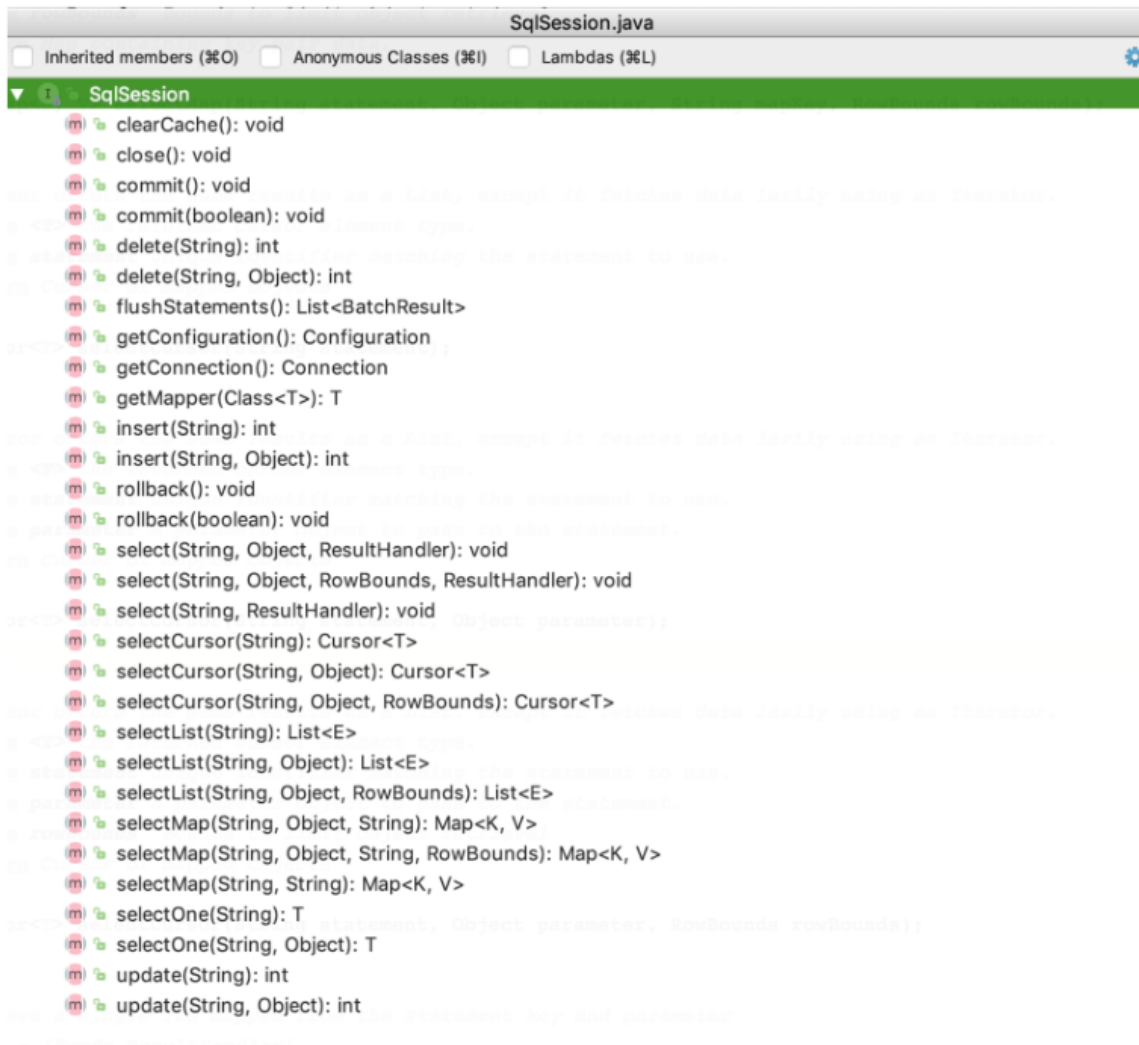 SqlSession.java
Inherited members (⌘O) Anonymous Classes (⌘I) Lambdas (⌘L)
SqlSession
clearCache(): void
close(): void
commit(): void
commit(boolean): void
delete(String): int
delete(String, Object): int
flushStatements(): List<BatchResult>
getConfiguration(): Configuration
getConnection(): Connection
getMapper(Class<T>): T
insert(String): int
insert(String, Object): int
rollback(): void
rollback(boolean): void
select(String, Object, ResultHandler): void
select(String, Object, RowBounds, ResultHandler): void
select(String, ResultHandler): void
selectCursor(String): Cursor<T>
selectCursor(String, Object): Cursor<T>
selectCursor(String, Object, RowBounds): Cursor<T>
selectList(String): List<E>
selectList(String, Object): List<E>
selectList(String, Object, RowBounds): List<E>
selectMap(String, Object, String): Map<K, V>
selectMap(String, Object, String, RowBounds): Map<K, V>
selectMap(String, String): Map<K, V>
selectOne(String): T
selectOne(String, Object): T
update(String): int
update(String, Object): int